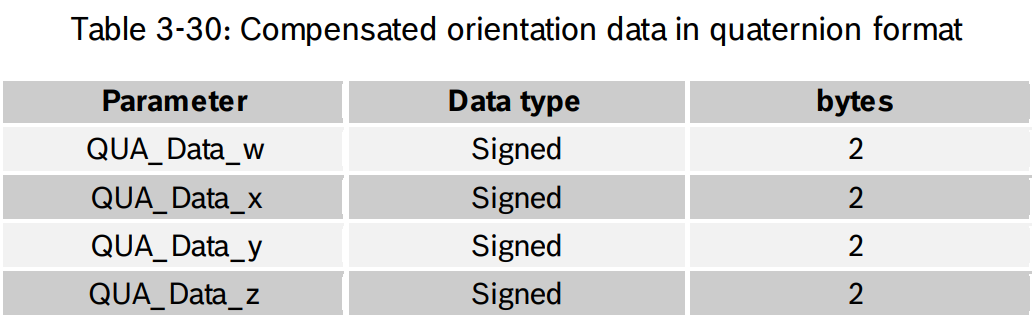 Table 3-30: Compensated orientation data in quaternion format
Parameter Data type bytes
QUA_Data_w Signed 2
QUA_Data_x Signed 2
QUA_Data_y Signed 2
QUA_Data_z Signed 2